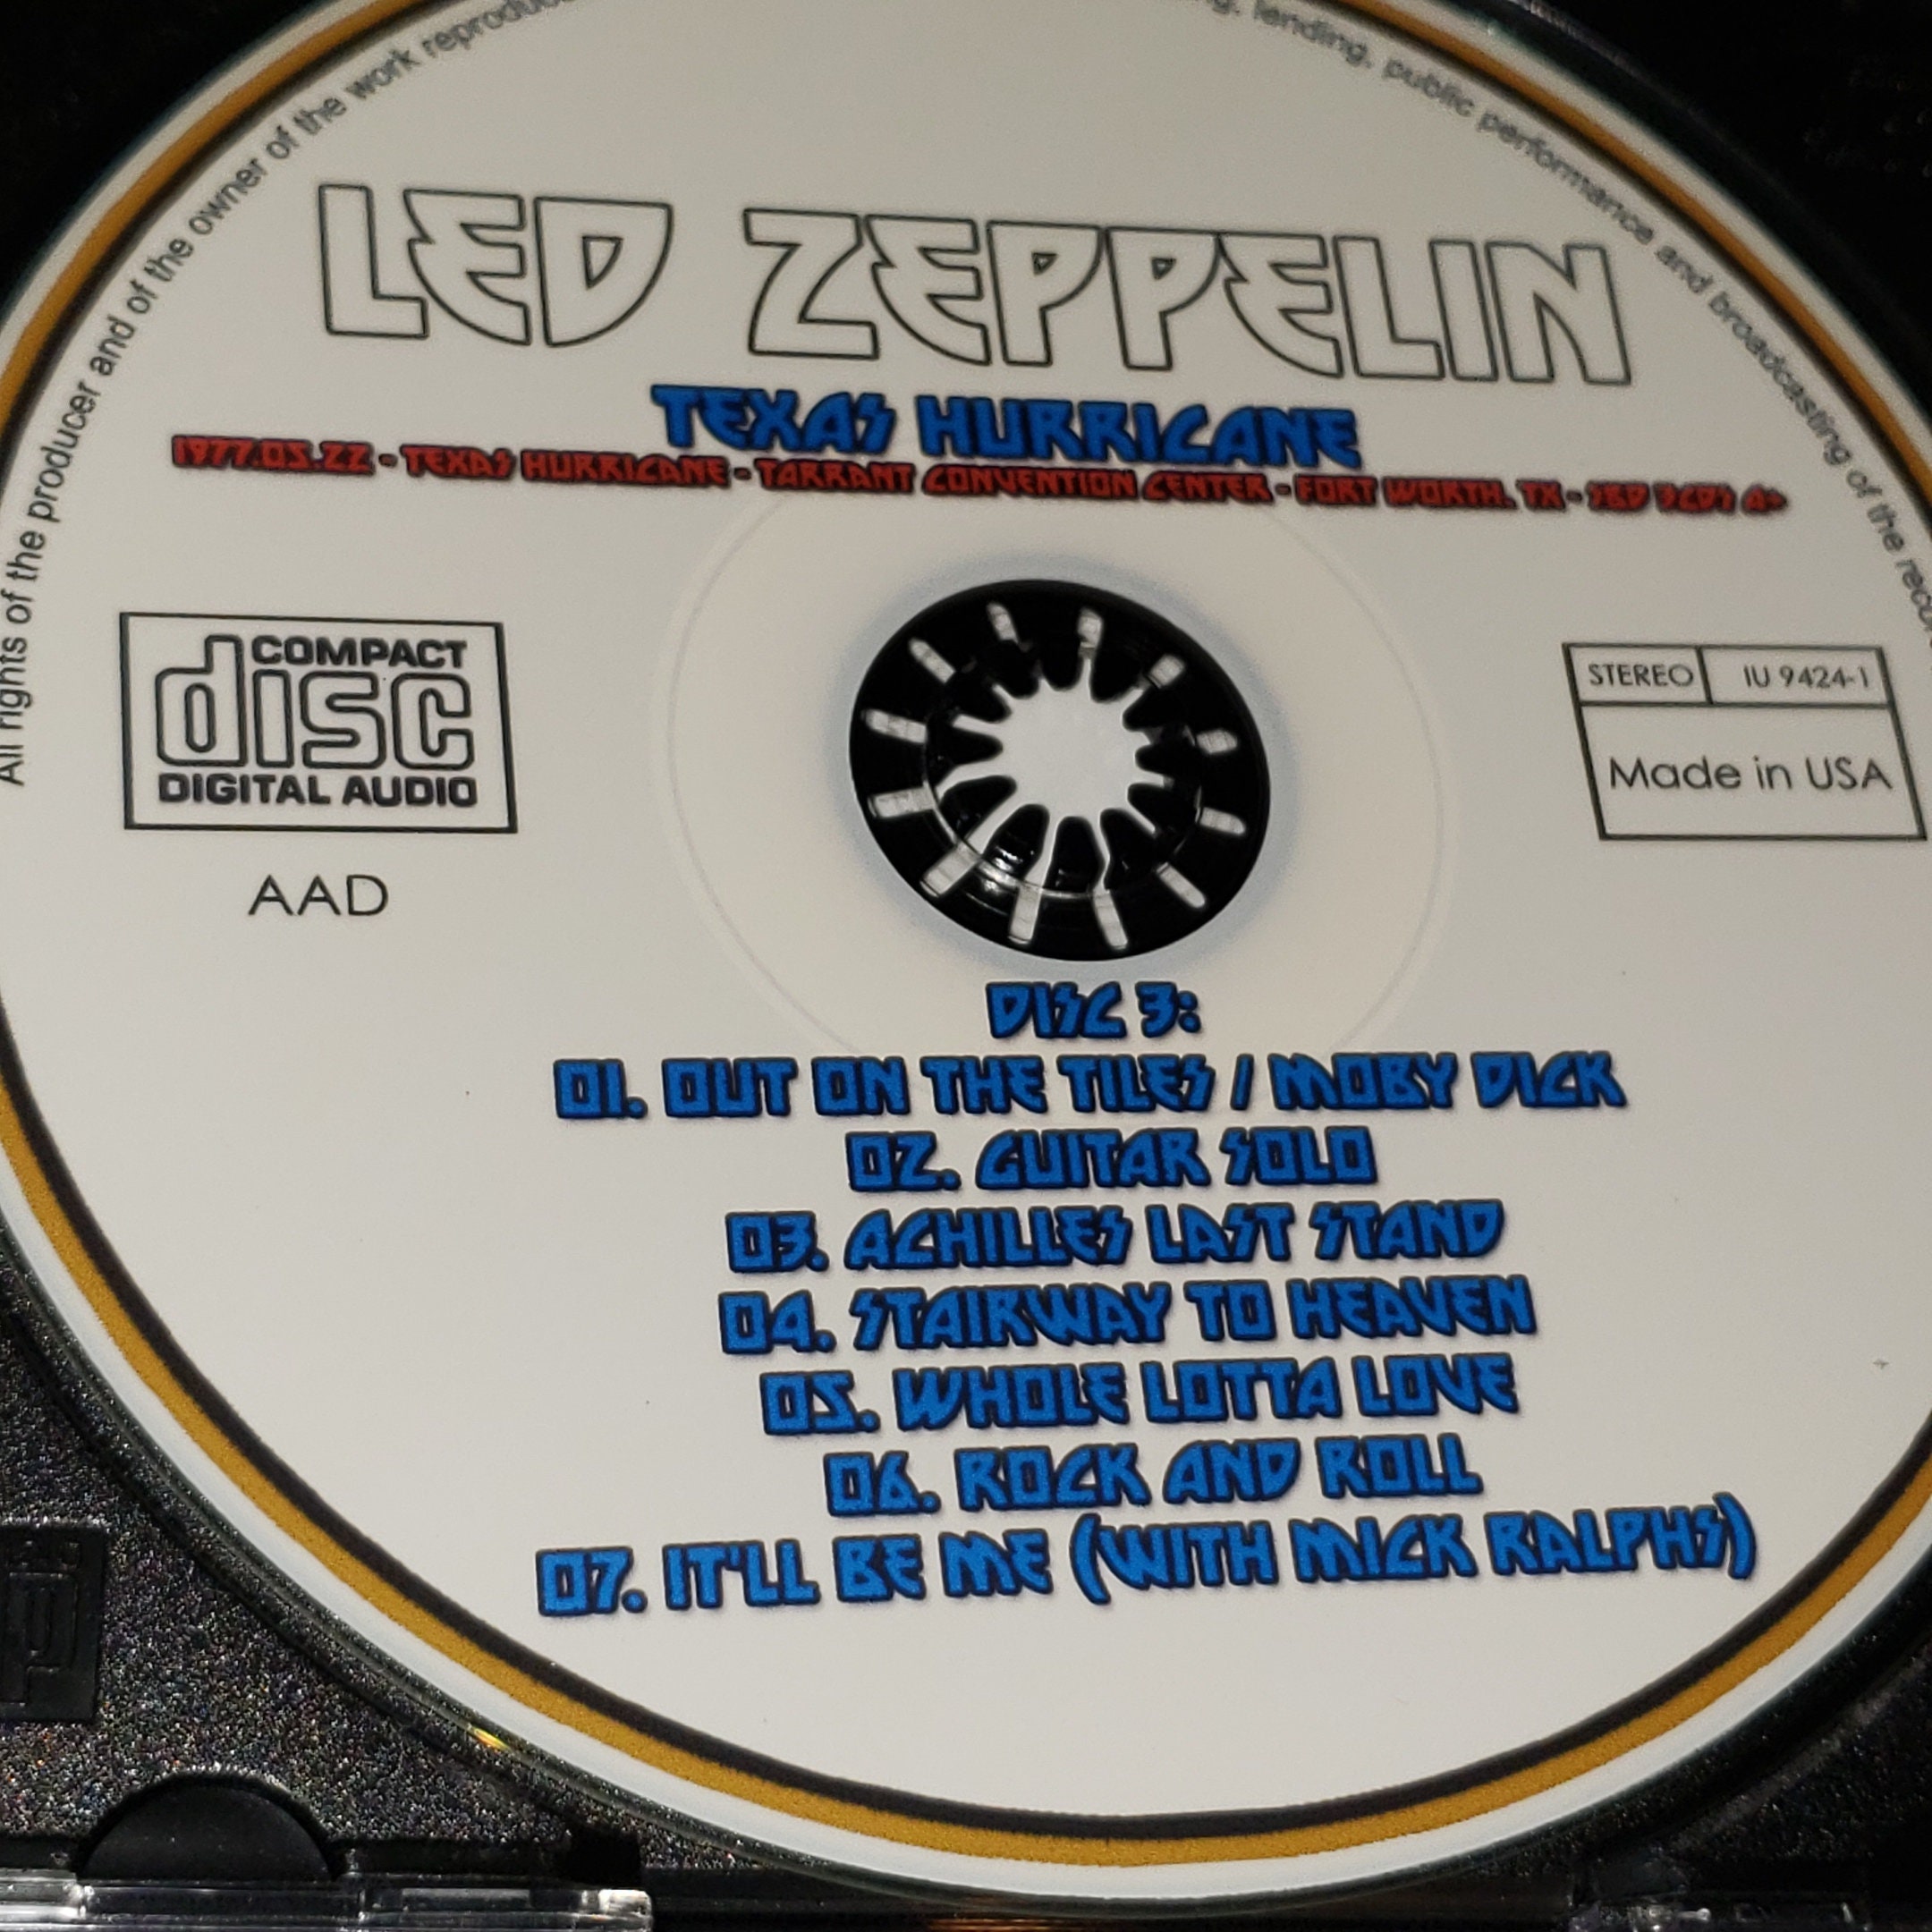 All rights of the producer and of the owner of the work
lending, public performance and broadcasting of the
LED ZEPPELIN
TEXAS HURRICANE
1977.05.22 - TEXAS HURRICANE - TARRANT CONVENTION CENTER - FORT WORTH, TX - SBD 3CDS A+
COMPACT
disc
DIGITAL AUDIO
AAD
STEREO IU 9424-1
Made in USA
DISC 3:
01. OUT ON THE TILES / MOBY DICK
02. GUITAR SOLO
03. ACHILLES LAST STAND
04. STAIRWAY TO HEAVEN
05. WHOLE LOTTA LOVE
06. ROCK AND ROLL
07. IT'LL BE ME (WITH MICK RALPHS)